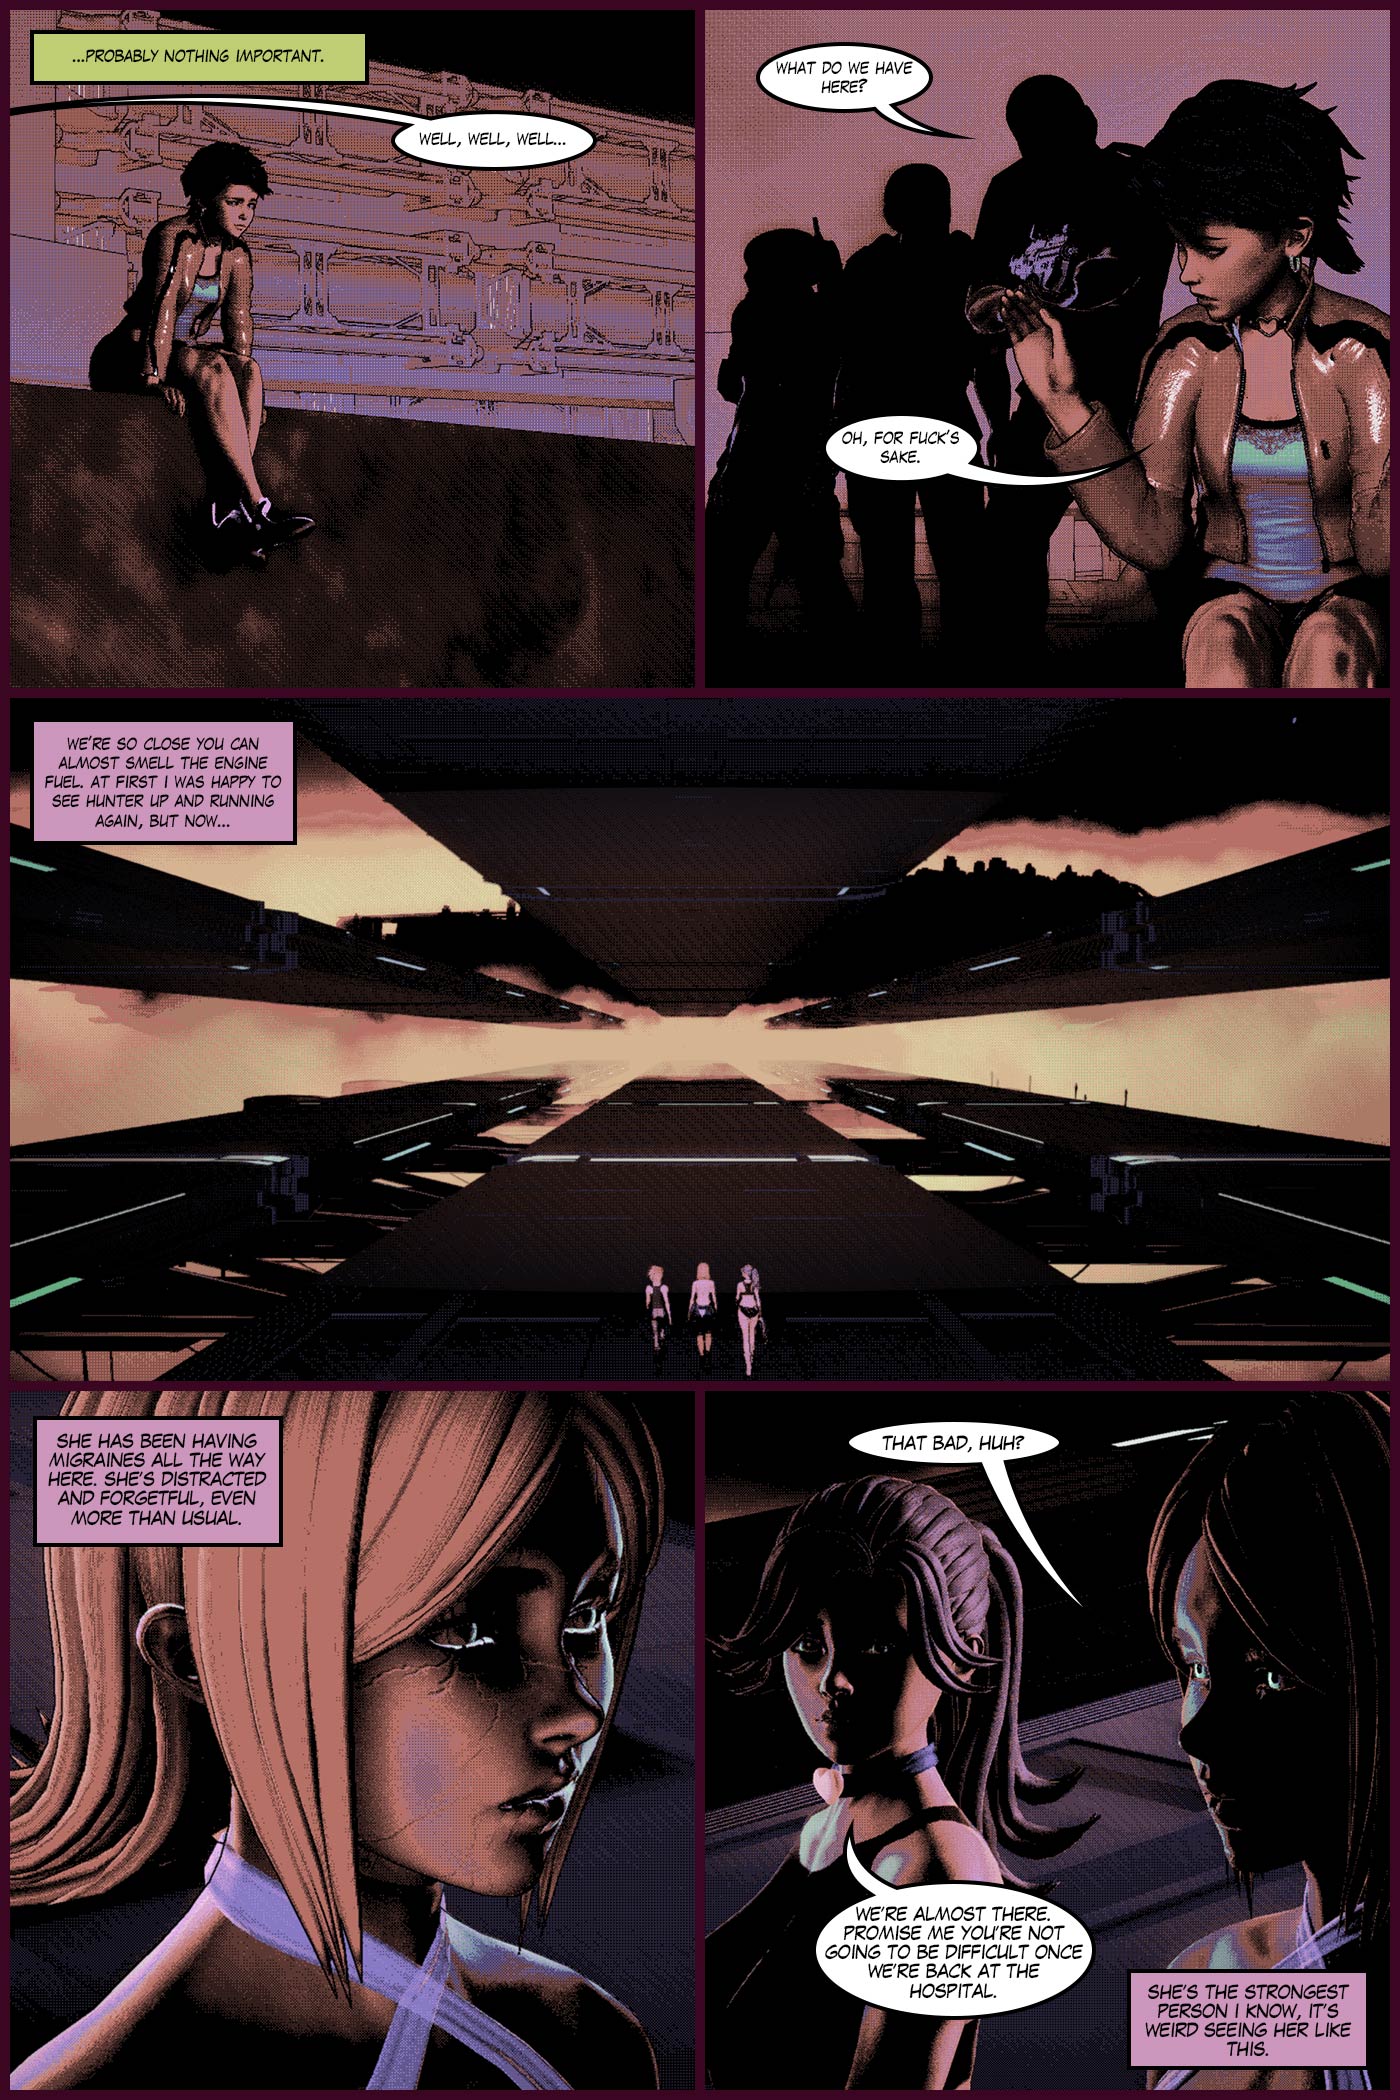 ...PROBABLY NOTHING IMPORTANT.
WELL, WELL, WELL...
WHAT DO WE HAVE
HERE?
OH, FOR FUCK'S
SAKE.
WE'RE SO CLOSE YOU CAN
ALMOST SMELL THE ENGINE
FUEL. AT FIRST I WAS HAPPY TO
SEE HUNTER UP AND RUNNING
AGAIN, BUT NOW...
SHE HAS BEEN HAVING
MIGRAINES ALL THE WAY
HERE. SHE'S DISTRACTED
AND FORGETFUL, EVEN
MORE THAN USUAL.
THAT BAD, HUH?
WE'RE ALMOST THERE.
PROMISE ME YOU'RE NOT
GOING TO BE DIFFICULT ONCE
WE'RE BACK AT THE
HOSPITAL.
SHE'S THE STRONGEST
PERSON I KNOW, IT'S
WEIRD SEEING HER LIKE
THIS.